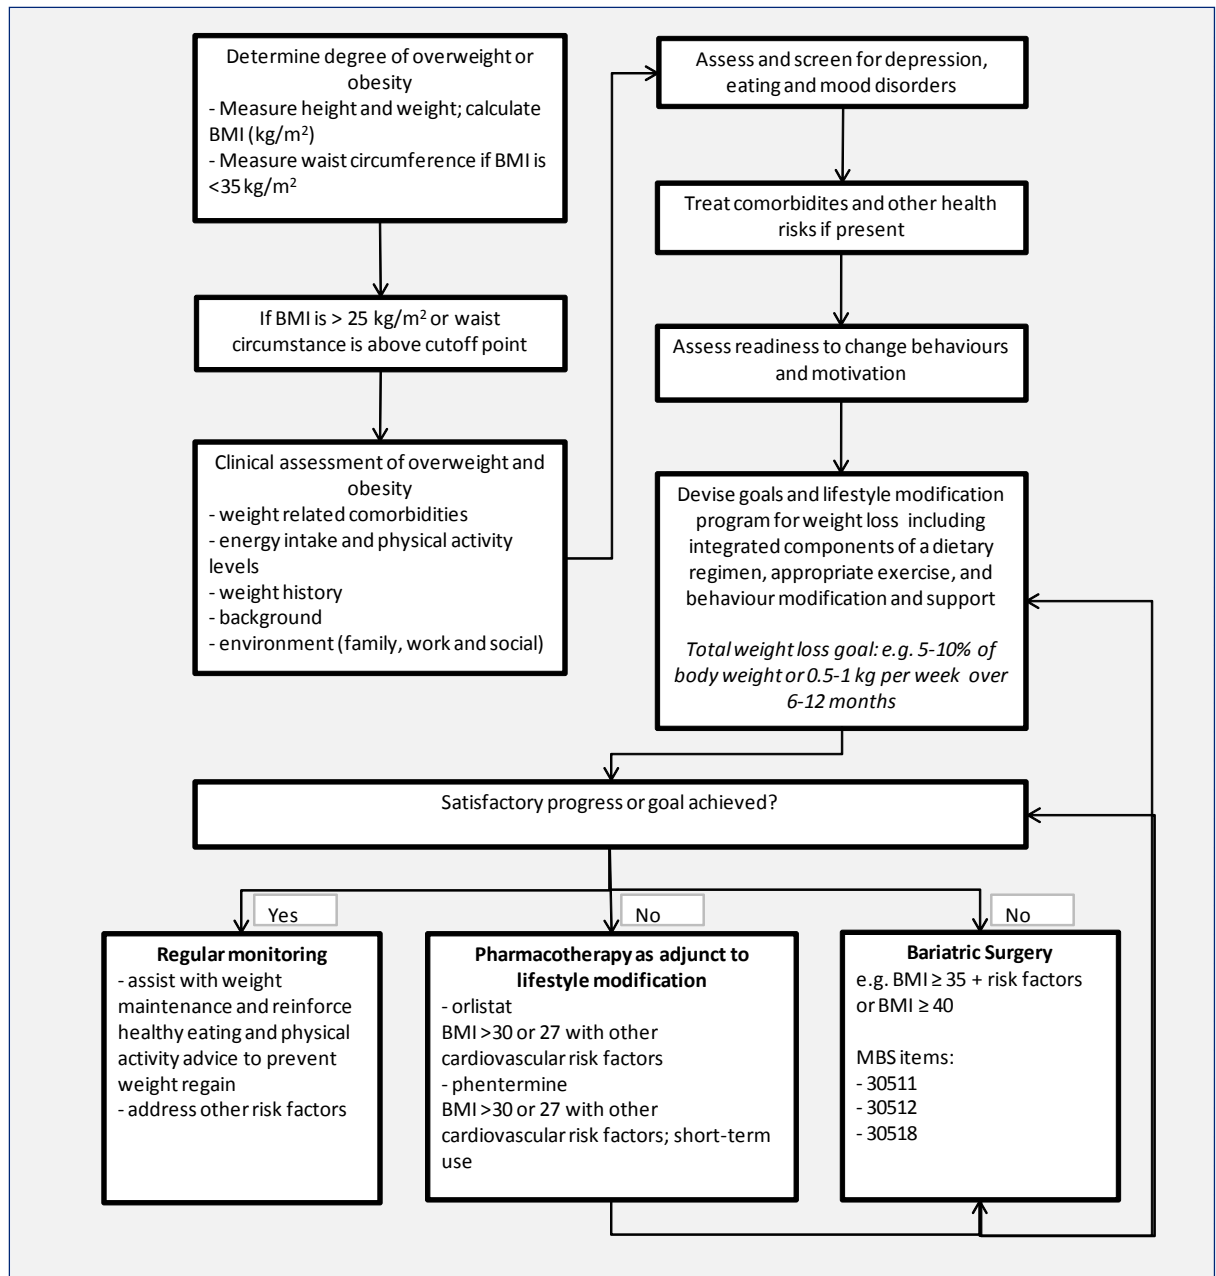 Determine degree of overweight or
obesity
- Measure height and weight; calculate
BMI (kg/m²)
- Measure waist circumference if BMI is
<35 kg/m²
If BMI is > 25 kg/m² or waist
circumstance is above cutoff point
Clinical assessment of overweight and
obesity
- weight related comorbidities
- energy intake and physical activity
levels
- weight history
- background
- environment (family, work and social)
Assess and screen for depression,
eating and mood disorders
Treat comorbidites and other health
risks if present
Assess readiness to change behaviours
and motivation
Devise goals and lifestyle modification
program for weight loss including
integrated components of a dietary
regimen, appropriate exercise, and
behaviour modification and support
Total weight loss goal: e.g. 5-10% of
body weight or 0.5-1 kg per week over
6-12 months
Satisfactory progress or goal achieved?
Yes
Regular monitoring
- assist with weight
maintenance and reinforce
healthy eating and physical
activity advice to prevent
weight regain
- address other risk factors
No
Pharmacotherapy as adjunct to
lifestyle modification
- orlistat
BMI >30 or 27 with other
cardiovascular risk factors
- phentermine
BMI >30 or 27 with other
cardiovascular risk factors; short-term
use
No
Bariatric Surgery
e.g. BMI ≥ 35 + risk factors
or BMI ≥ 40
MBS items:
- 30511
- 30512
- 30518